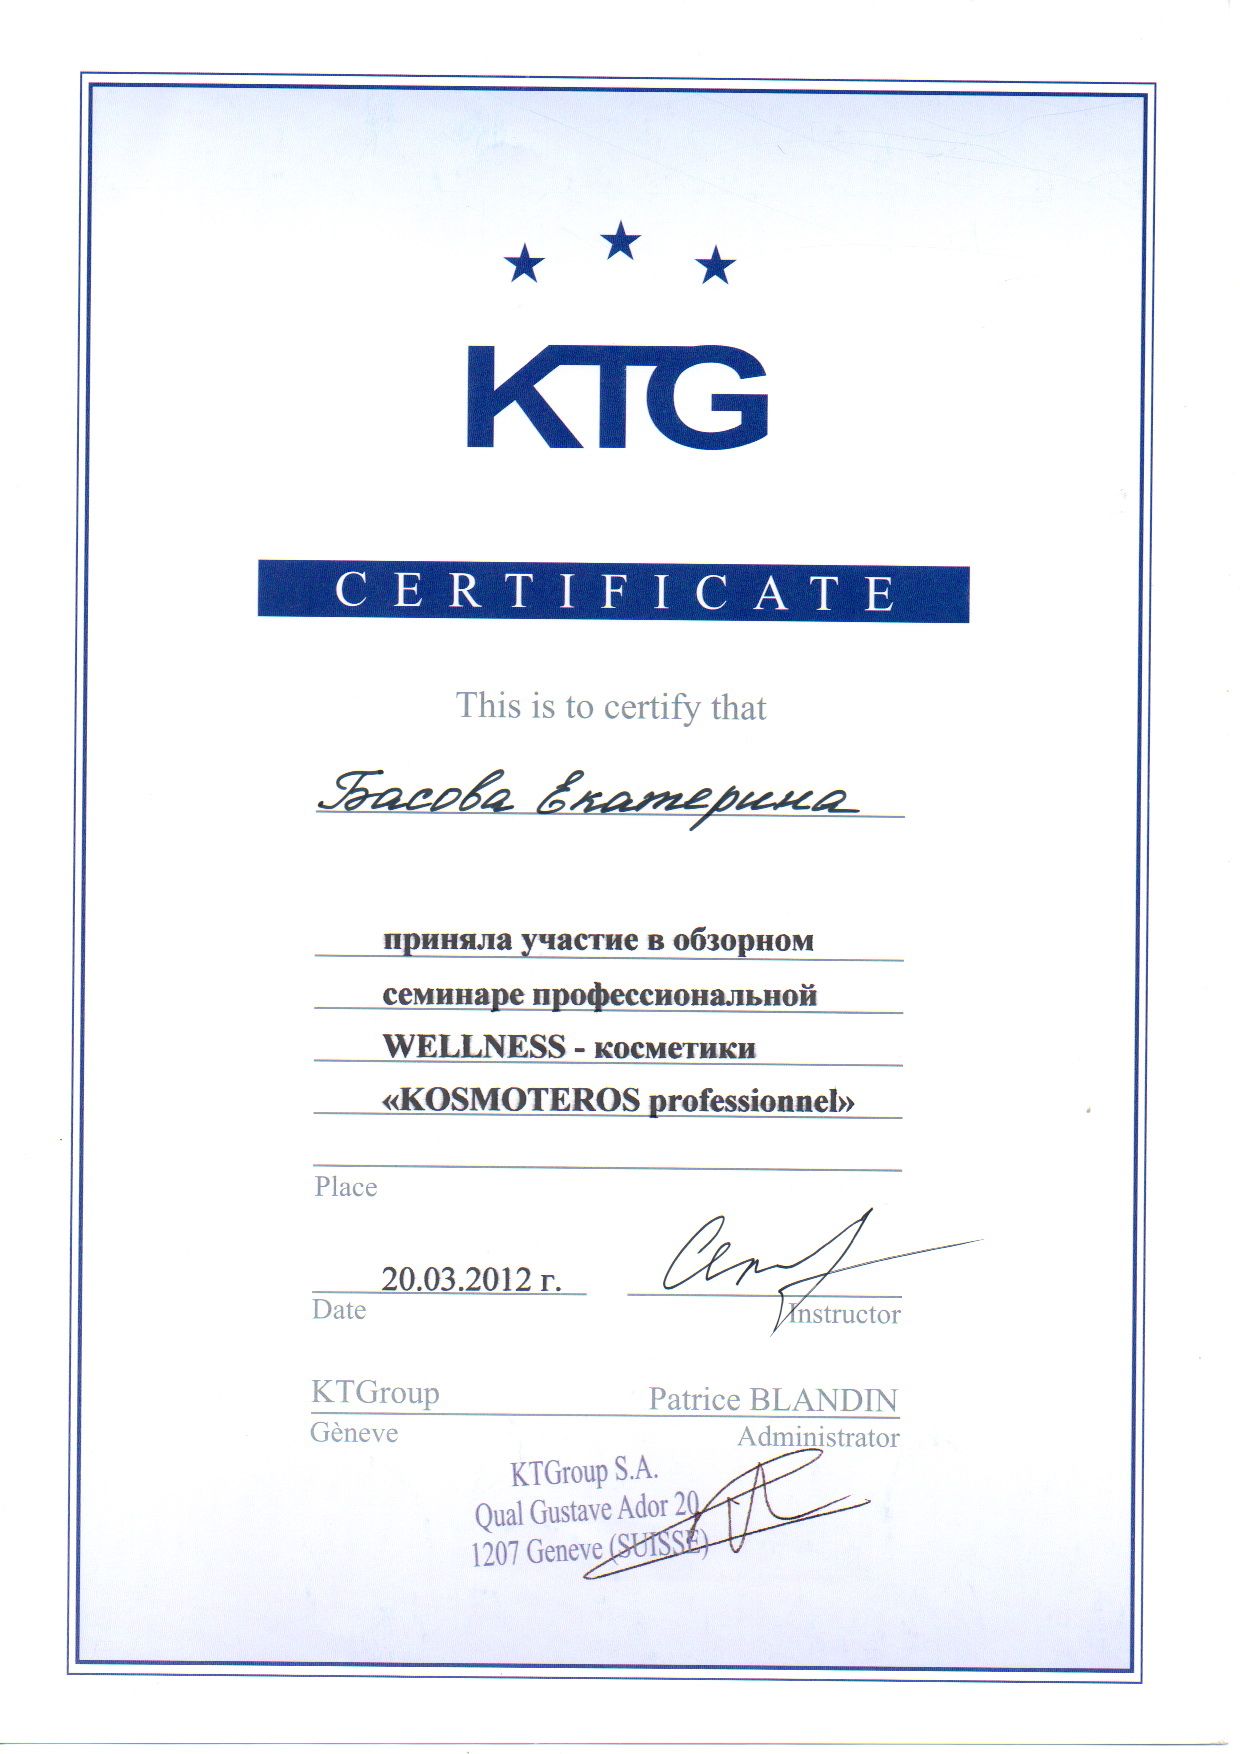 KTG
CERTIFICATE
This is to certify that
Басова Екатерина
приняла участие в обзорном
семинаре профессиональной
WELLNESS - косметики
«KOSMOTEROS professionnel»
Place
20.03.2012 г.
Date Instructor
KTGroup Patrice BLANDIN
Gèneve Administrator
KTGroup S.A.
Qual Gustave Ador 20
1207 Geneve (SUISSE)